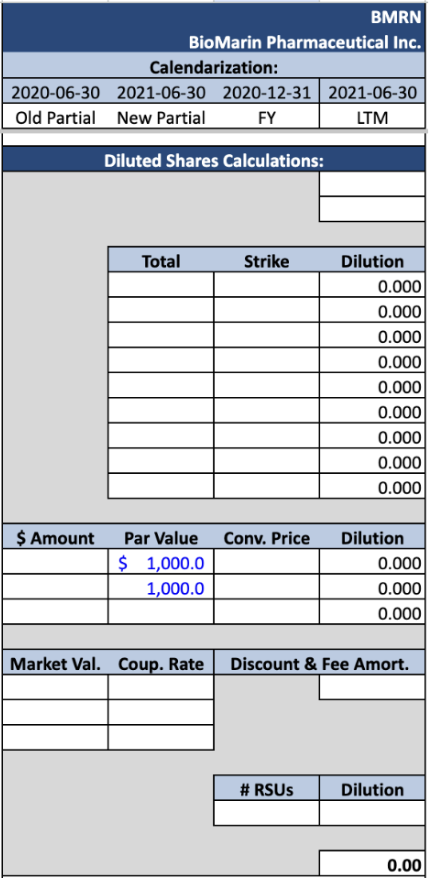 BMRN
BioMarin Pharmaceutical Inc.
Calendarization:
2020-06-30 2021-06-30 2020-12-31 2021-06-30
Old Partial New Partial FY LTM
Diluted Shares Calculations:
Total Strike Dilution
0.000
0.000
0.000
0.000
0.000
0.000
0.000
0.000
0.000
$ Amount Par Value Conv. Price Dilution
$ 1,000.0 0.000
1,000.0 0.000
0.000
Market Val. Coup. Rate Discount & Fee Amort.
# RSUs Dilution
0.00